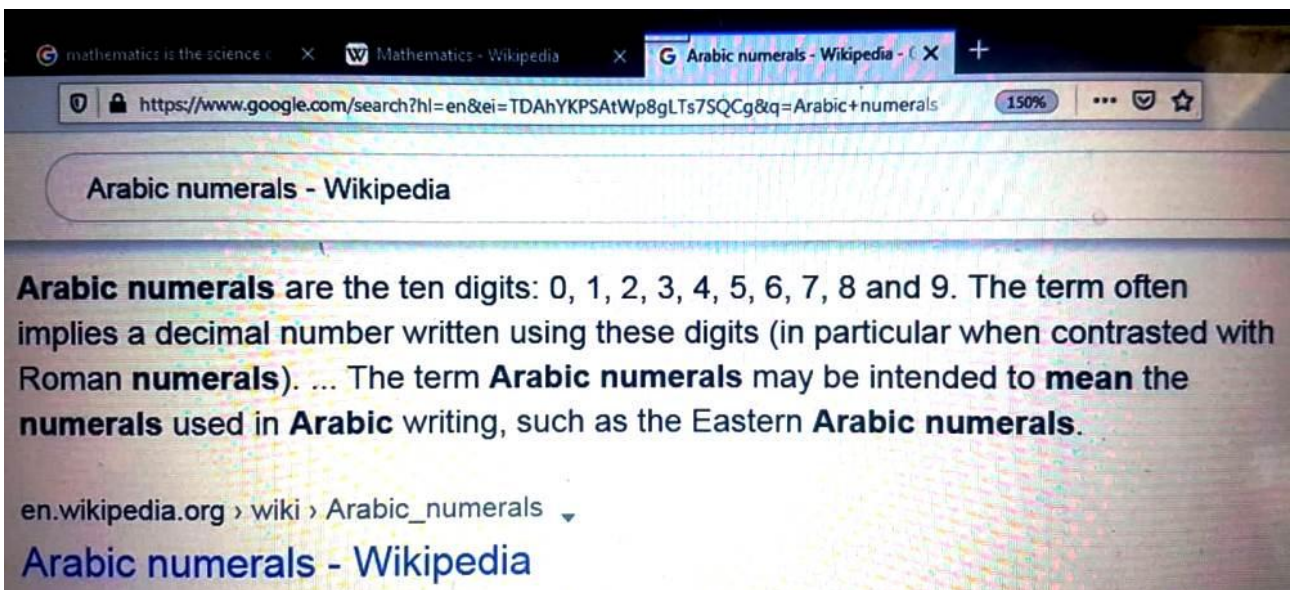 mathematics is the science
Mathematics - Wikipedia
Arabic numerals - Wikipedia -
https://www.google.com/search?hl=en&ei=TDAhYKPSAtWp8gLTs7SQCg&q=Arabic+numerals 150%
Arabic numerals - Wikipedia
Arabic numerals are the ten digits: 0, 1, 2, 3, 4, 5, 6, 7, 8 and 9. The term often
implies a decimal number written using these digits (in particular when contrasted with
Roman numerals). ... The term Arabic numerals may be intended to mean the
numerals used in Arabic writing, such as the Eastern Arabic numerals.
en.wikipedia.org › wiki › Arabic_numerals
Arabic numerals - Wikipedia